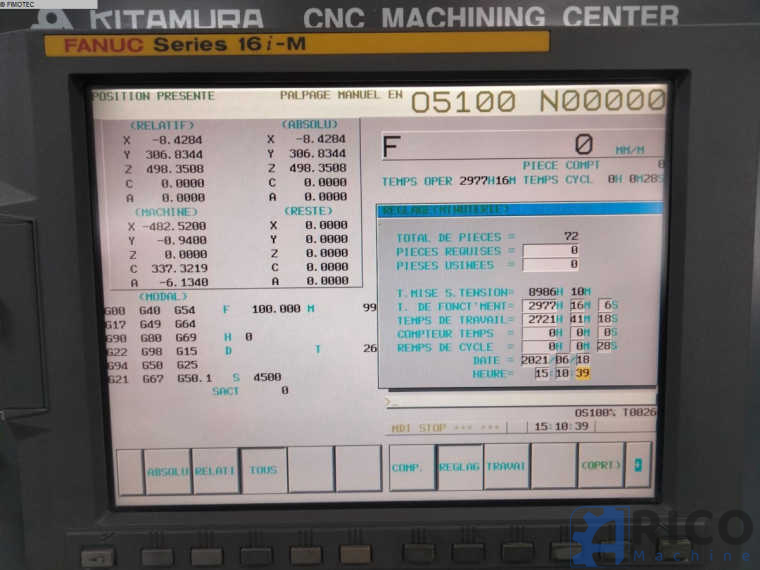 © FIMOTEC
KITAMURA CNC MACHINING CENTER
FANUC Series 16i-M
POSITION PRESENTE PALPAGE MANUEL EN O5100 N00000
(RELATIF) (ABSOLU)
X -8.4284 X -8.4284
Y 306.8344 Y 306.8344
Z 498.3508 Z 498.3508
C 0.0000 C 0.0000
A 0.0000 A 0.0000
(MACHINE) (RESTE)
X -482.5200 X 0.0000
Y -0.9400 Y 0.0000
Z 0.0000 Z 0.0000
C 337.3219 C 0.0000
A -6.1340 A 0.0000
(MODAL)
G00 G40 G54 F 100.000 M 99
G17 G49 G64
G90 G80 G69 H 0
G22 G98 G15 D T 26
G94 G50 G25
G21 G67 G50.1 S 4500
SACT 0
F 0 MM/M
PIECE COMPT 0
TEMPS OPER 2977H16M TEMPS CYCL 0H 0M28S
REGLAGE(MINUTERIE)
TOTAL DE PIECES = 72
PIECES REQUISES = 0
PIESES USINEES = 0
T.MISE S.TENSION= 8986H 10M
T. DE FONCT'MENT= 2977H 16M 6S
TEMPS DE TRAVAIL= 2721H 41M 18S
COMPTEUR TEMPS = 0H 0M 0S
REMPS DE CYCLE = 0H 0M 28S
DATE = 2021/06/18
HEURE= 15:10:39
>_
OS100% T0026
MDI STOP *** *** 15:10:39
ABSOLU RELATI TOUS COMP. REGLAG TRAVAI (OPRT)
ARICO
Machine